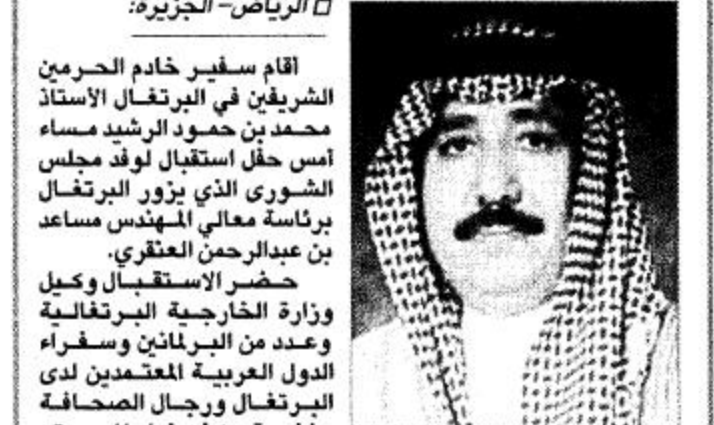 □ الرياض - الجزيرة:
أقام سفير خادم الحرمين
الشريفين في البرتغال الأستاذ
محمد بن حمود الرشيد مساء
أمس حفل استقبال لوفد مجلس
الشورى الذي يزور البرتغال
برئاسة معالي المهندس مساعد
بن عبدالرحمن العنقري.
حضر الاستقبال وكيل
وزارة الخارجية البرتغالية
وعدد من البرلمانين وسفراء
الدول العربية المعتمدين لدى
البرتغال ورجال الصحافة